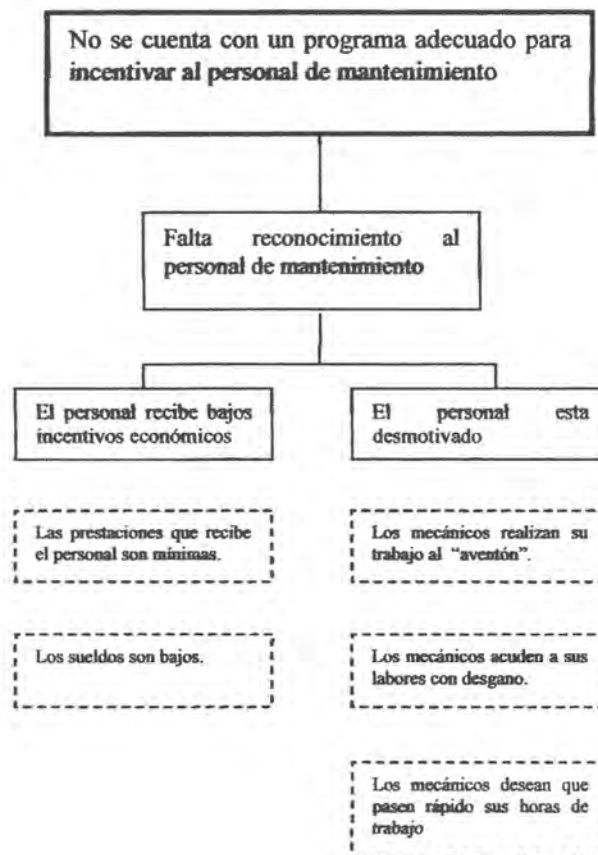 No se cuenta con un programa adecuado para
incentivar al personal de mantenimiento
Falta reconocimiento al
personal de mantenimiento
El personal recibe bajos
incentivos económicos
El personal esta
desmotivado
Las prestaciones que recibe
el personal son mínimas.
Los mecánicos realizan su
trabajo al “aventón”.
Los sueldos son bajos.
Los mecánicos acuden a sus
labores con desgano.
Los mecánicos desean que
pasen rápido sus horas de
trabajo